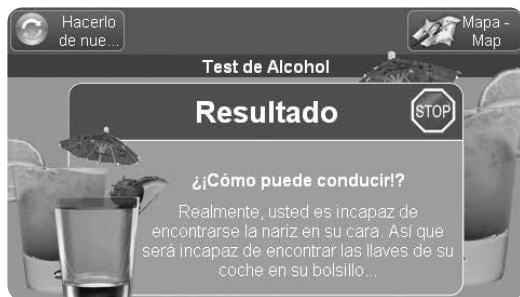 Hacerlo
de nue...
Mapa -
Map
Test de Alcohol
Resultado
STOP
¿¡Cómo puede conducir!?
Realmente, usted es incapaz de
encontrarse la nariz en su cara. Así que
será incapaz de encontrar las llaves de su
coche en su bolsillo...